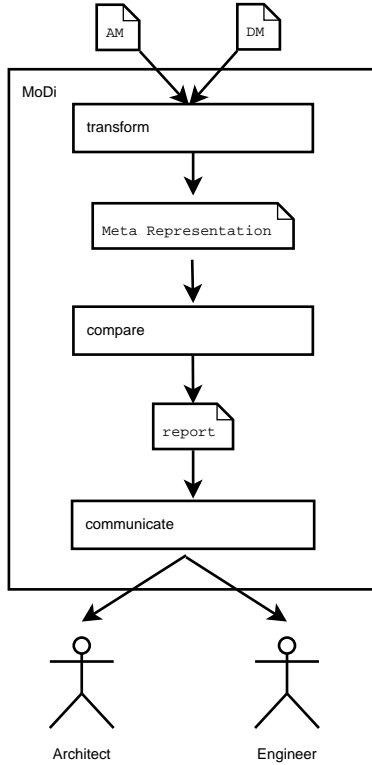 AM
DM
MoDi
transform
Meta Representation
compare
report
communicate
Architect
Engineer